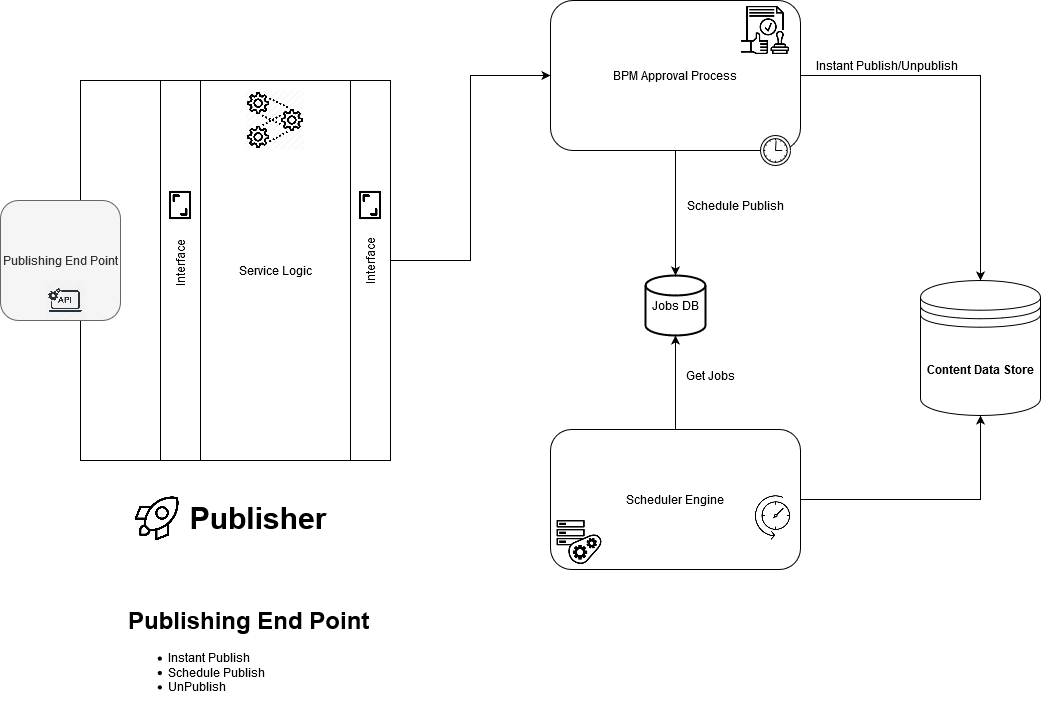 BPM Approval Process
Instant Publish/Unpublish
Publishing End Point
API
Interface
Service Logic
Interface
Schedule Publish
Jobs DB
Get Jobs
Content Data Store
Scheduler Engine
Publisher
Publishing End Point
• Instant Publish
• Schedule Publish
• UnPublish